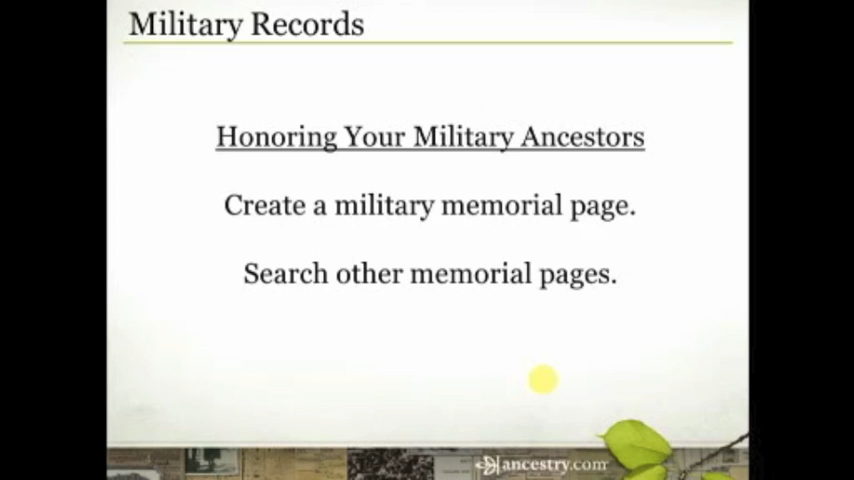 Military Records
Honoring Your Military Ancestors
Create a military memorial page.
Search other memorial pages.
ancestry.com